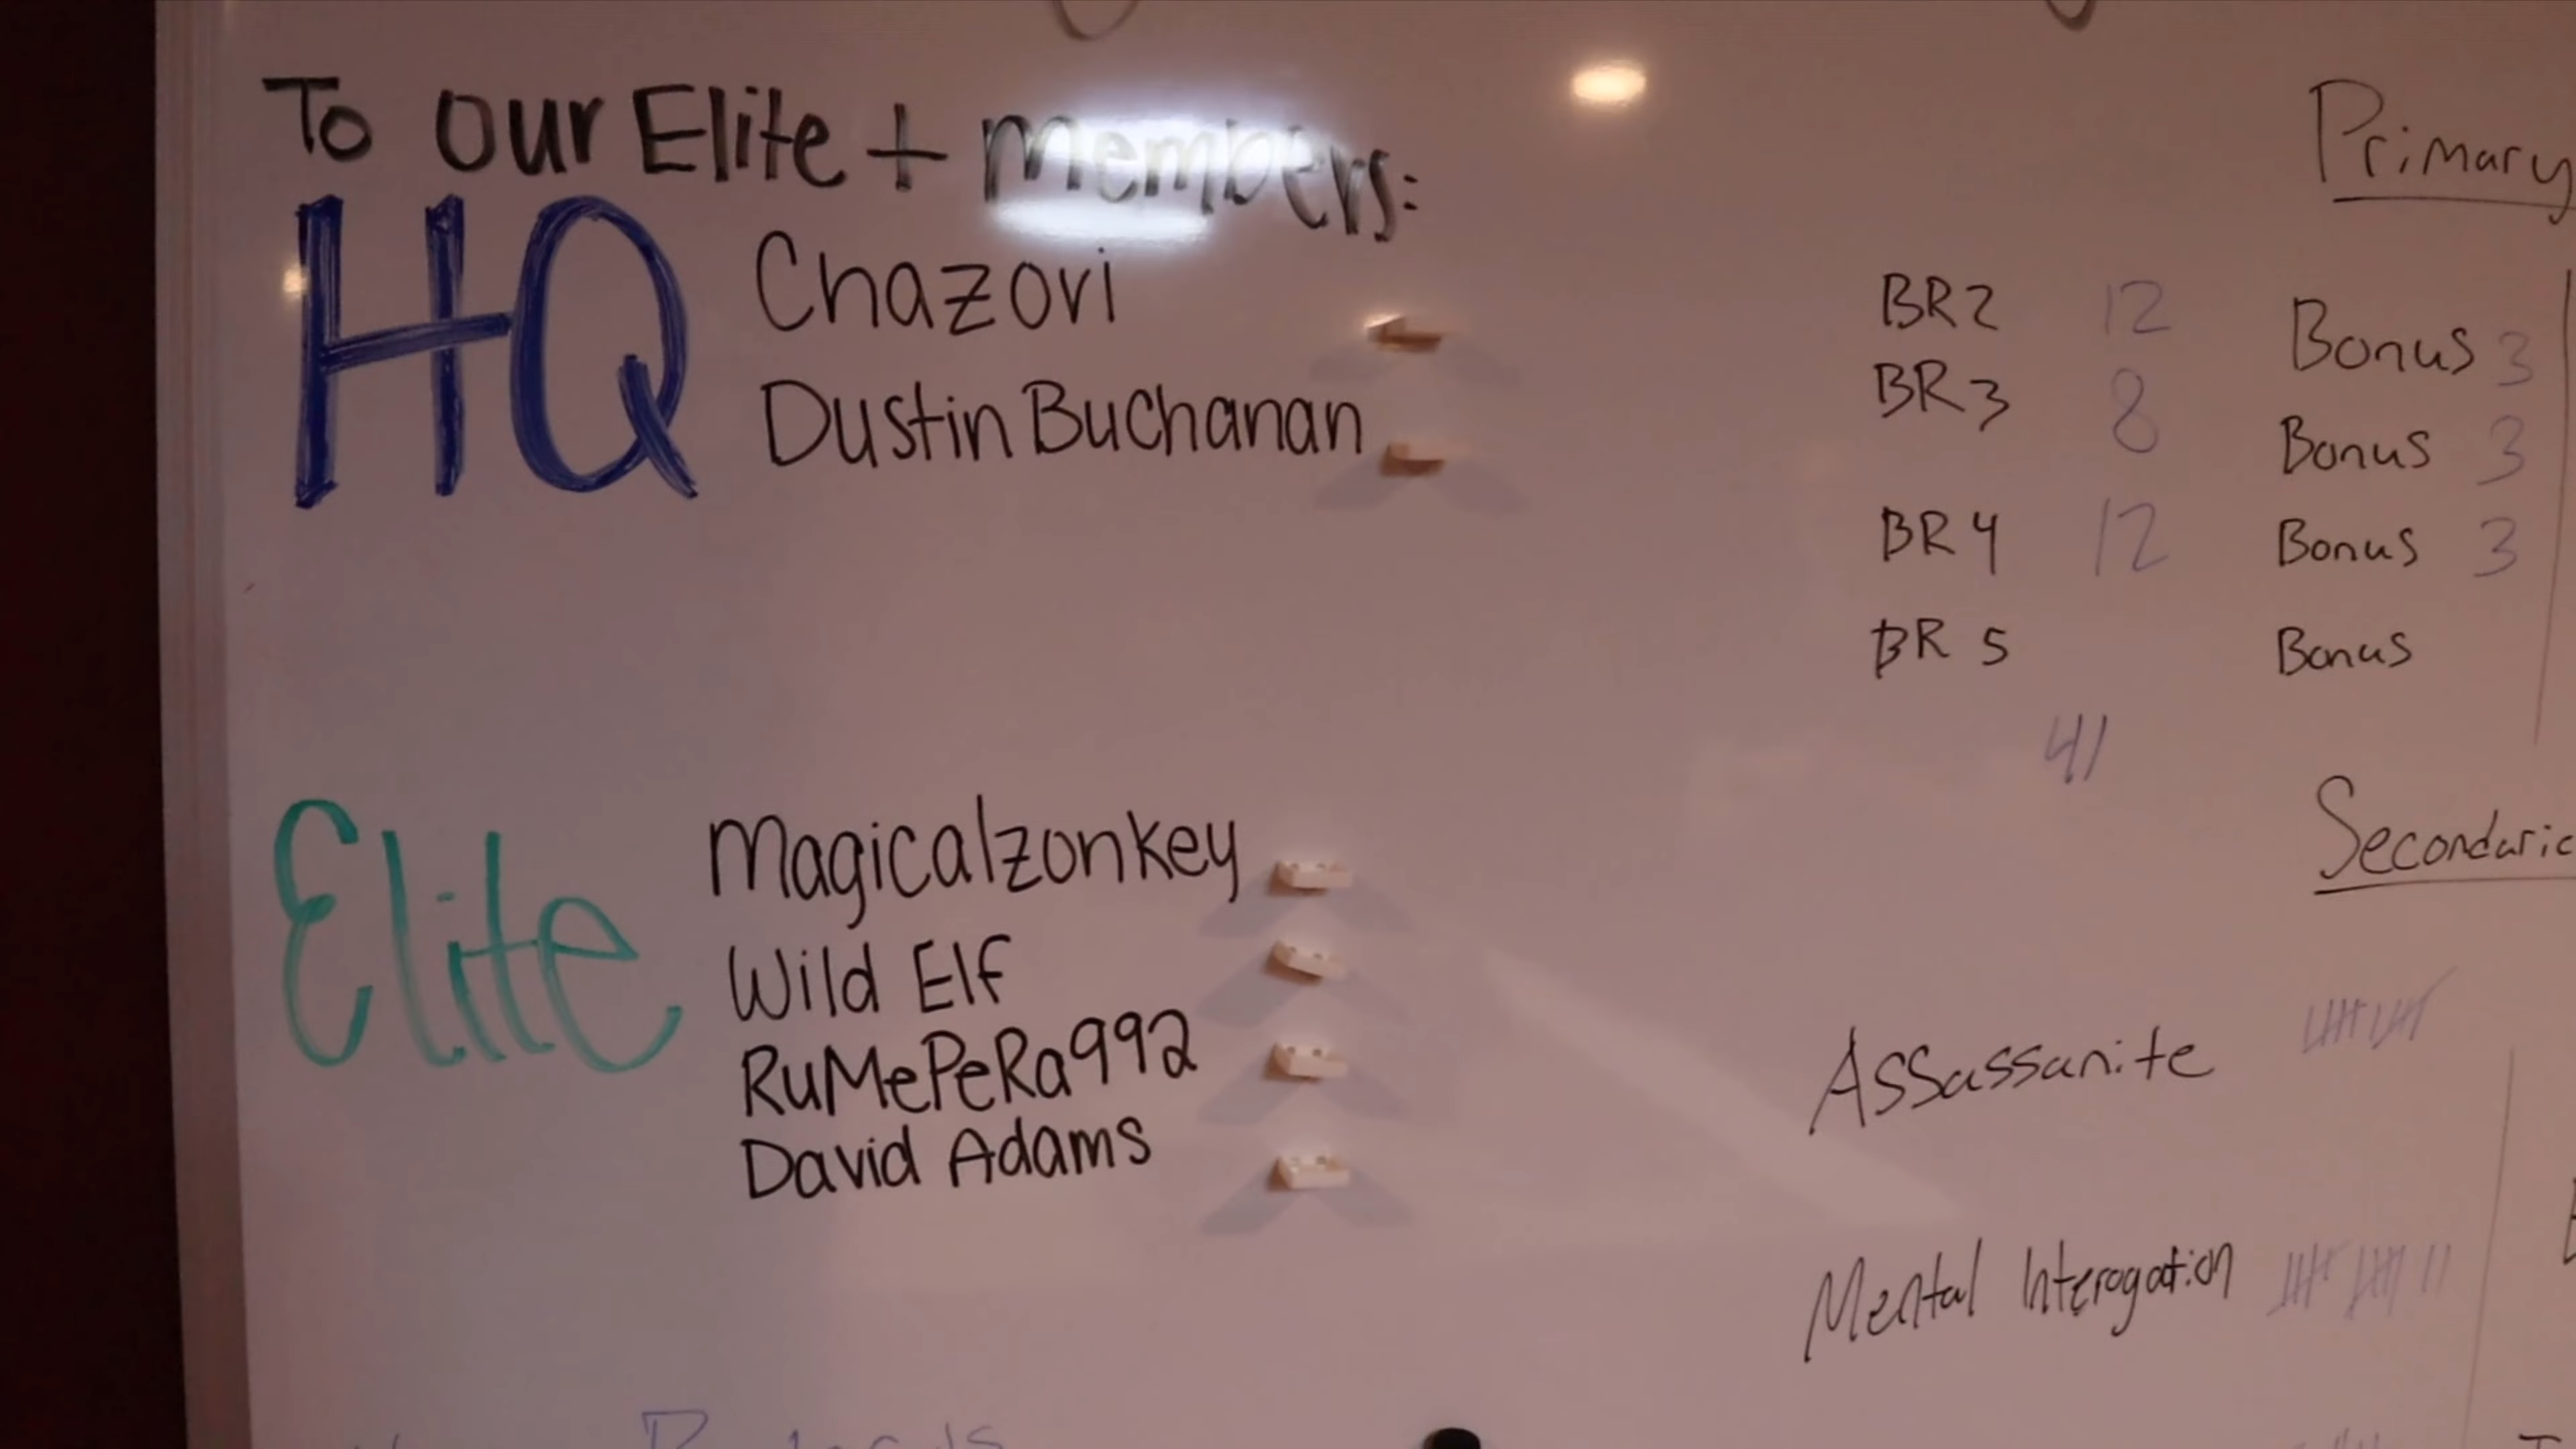 To our Elite + members:
HQ
Chazori
Dustin Buchanan
Elite
Magicalzonkey
Wild Elf
RuMePeRa992
David Adams
Primary
BR2 12 Bonus 3
BR3 8 Bonus 3
BR4 12 Bonus 3
BR 5 Bonus
41
Assassanite
Mental Interogation